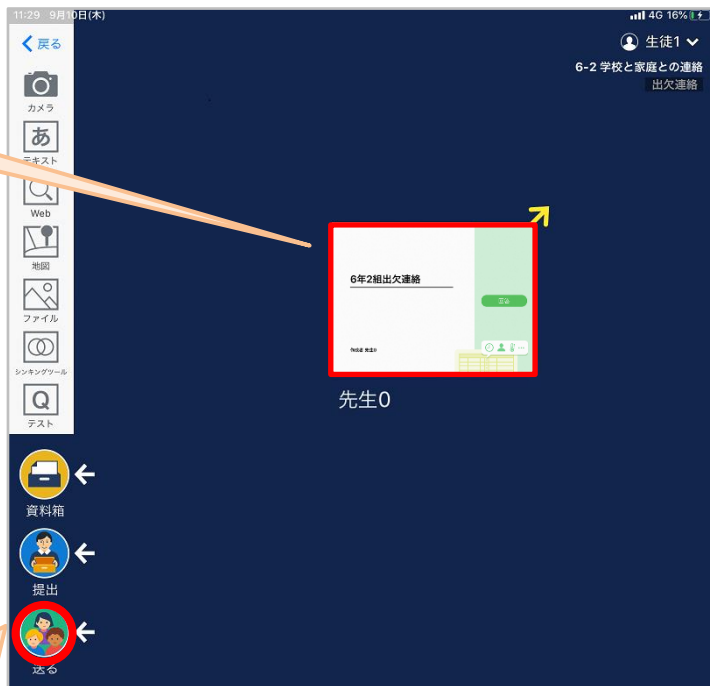 11:29 9月10日(木)
4G 16%
戻る
生徒1
6-2 学校と家庭との連絡
出欠連絡
カメラ
あ
テキスト
Web
地図
ファイル
シンキングツール
Q
テスト
6年2組出欠連絡
先生0
資料箱
提出
送る